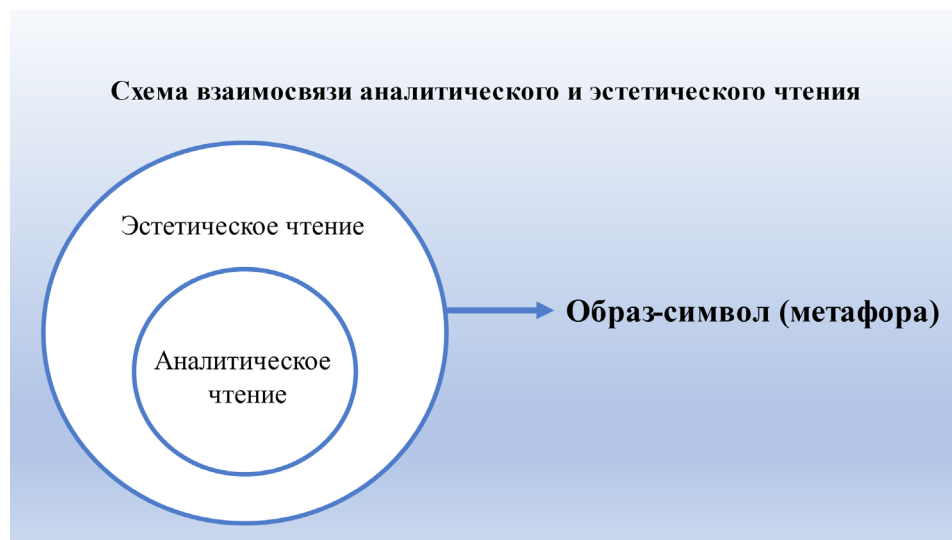 Схема взаимосвязи аналитического и эстетического чтения
Эстетическое чтение
Аналитическое
чтение
Образ-символ (метафора)